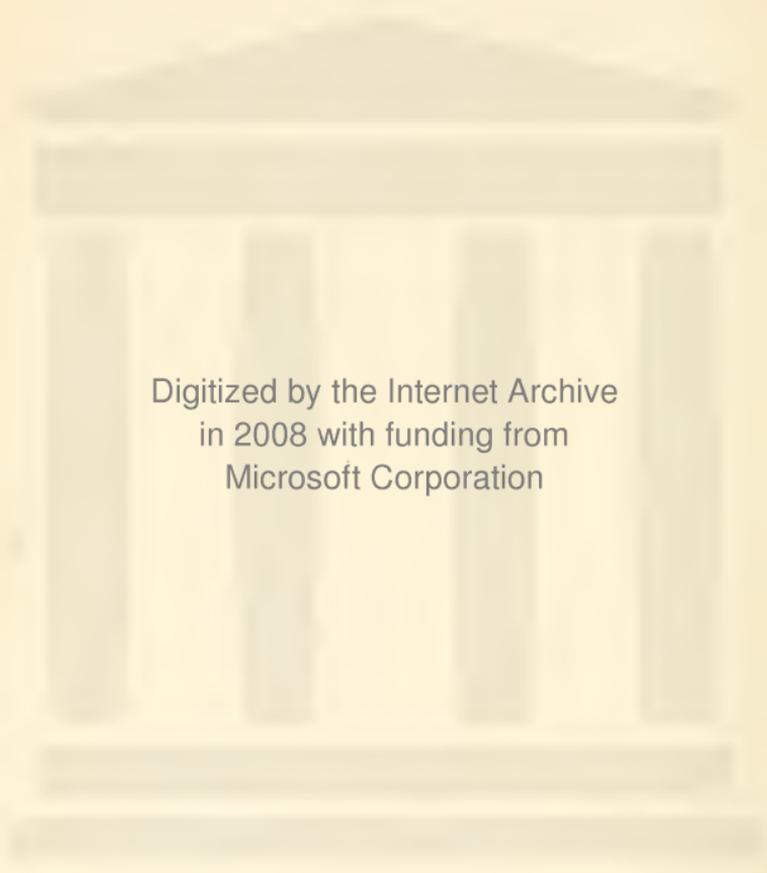 Digitized by the Internet Archive
in 2008 with funding from
Microsoft Corporation